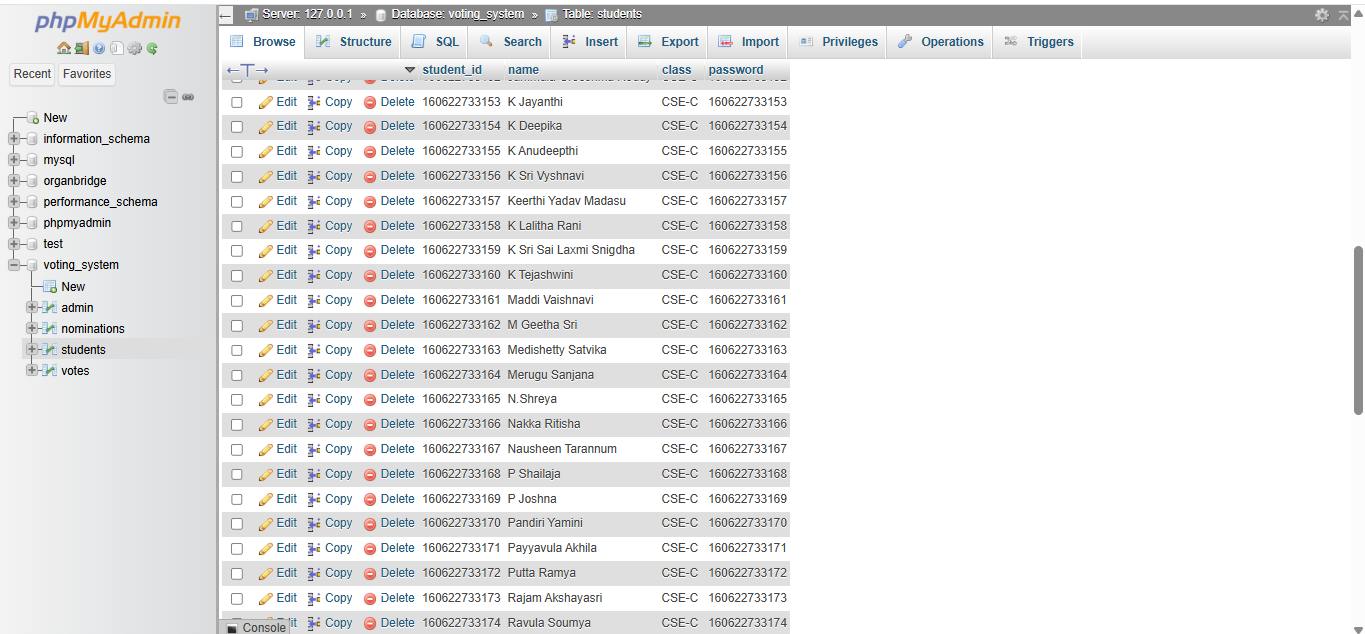 phpMyAdmin
Recent Favorites
New
information_schema
mysql
organbridge
performance_schema
phpmyadmin
test
voting_system
New
admin
nominations
students
votes
Server: 127.0.0.1 » Database: voting_system » Table: students
Browse Structure SQL Search Insert Export Import Privileges Operations Triggers
←T→ student_id name class password
Edit Copy Delete 160622733153 K Jayanthi CSE-C 160622733153
Edit Copy Delete 160622733154 K Deepika CSE-C 160622733154
Edit Copy Delete 160622733155 K Anudeepthi CSE-C 160622733155
Edit Copy Delete 160622733156 K Sri Vyshnavi CSE-C 160622733156
Edit Copy Delete 160622733157 Keerthi Yadav Madasu CSE-C 160622733157
Edit Copy Delete 160622733158 K Lalitha Rani CSE-C 160622733158
Edit Copy Delete 160622733159 K Sri Sai Laxmi Snigdha CSE-C 160622733159
Edit Copy Delete 160622733160 K Tejashwini CSE-C 160622733160
Edit Copy Delete 160622733161 Maddi Vaishnavi CSE-C 160622733161
Edit Copy Delete 160622733162 M Geetha Sri CSE-C 160622733162
Edit Copy Delete 160622733163 Medishetty Satvika CSE-C 160622733163
Edit Copy Delete 160622733164 Merugu Sanjana CSE-C 160622733164
Edit Copy Delete 160622733165 N.Shreya CSE-C 160622733165
Edit Copy Delete 160622733166 Nakka Ritisha CSE-C 160622733166
Edit Copy Delete 160622733167 Nausheen Tarannum CSE-C 160622733167
Edit Copy Delete 160622733168 P Shailaja CSE-C 160622733168
Edit Copy Delete 160622733169 P Joshna CSE-C 160622733169
Edit Copy Delete 160622733170 Pandiri Yamini CSE-C 160622733170
Edit Copy Delete 160622733171 Payyavula Akhila CSE-C 160622733171
Edit Copy Delete 160622733172 Putta Ramya CSE-C 160622733172
Edit Copy Delete 160622733173 Rajam Akshayasri CSE-C 160622733173
Copy Delete 160622733174 Ravula Soumya CSE-C 160622733174
Console